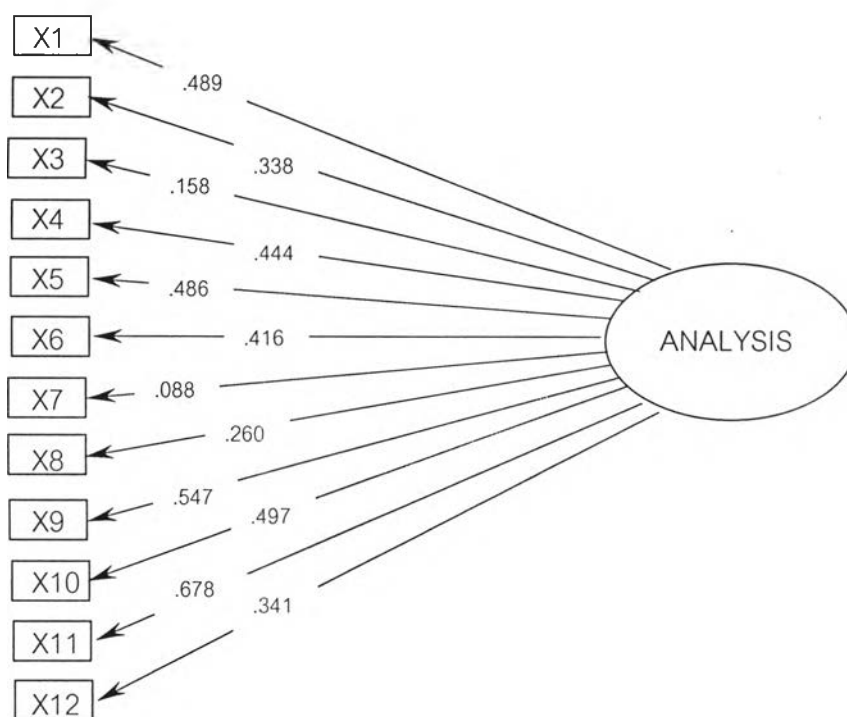 X1
.489
X2
.338
X3
.158
X4
.444
X5
.486
X6
.416
ANALYSIS
X7
.088
X8
.260
X9
.547
X10
.497
X11
.678
X12
.341